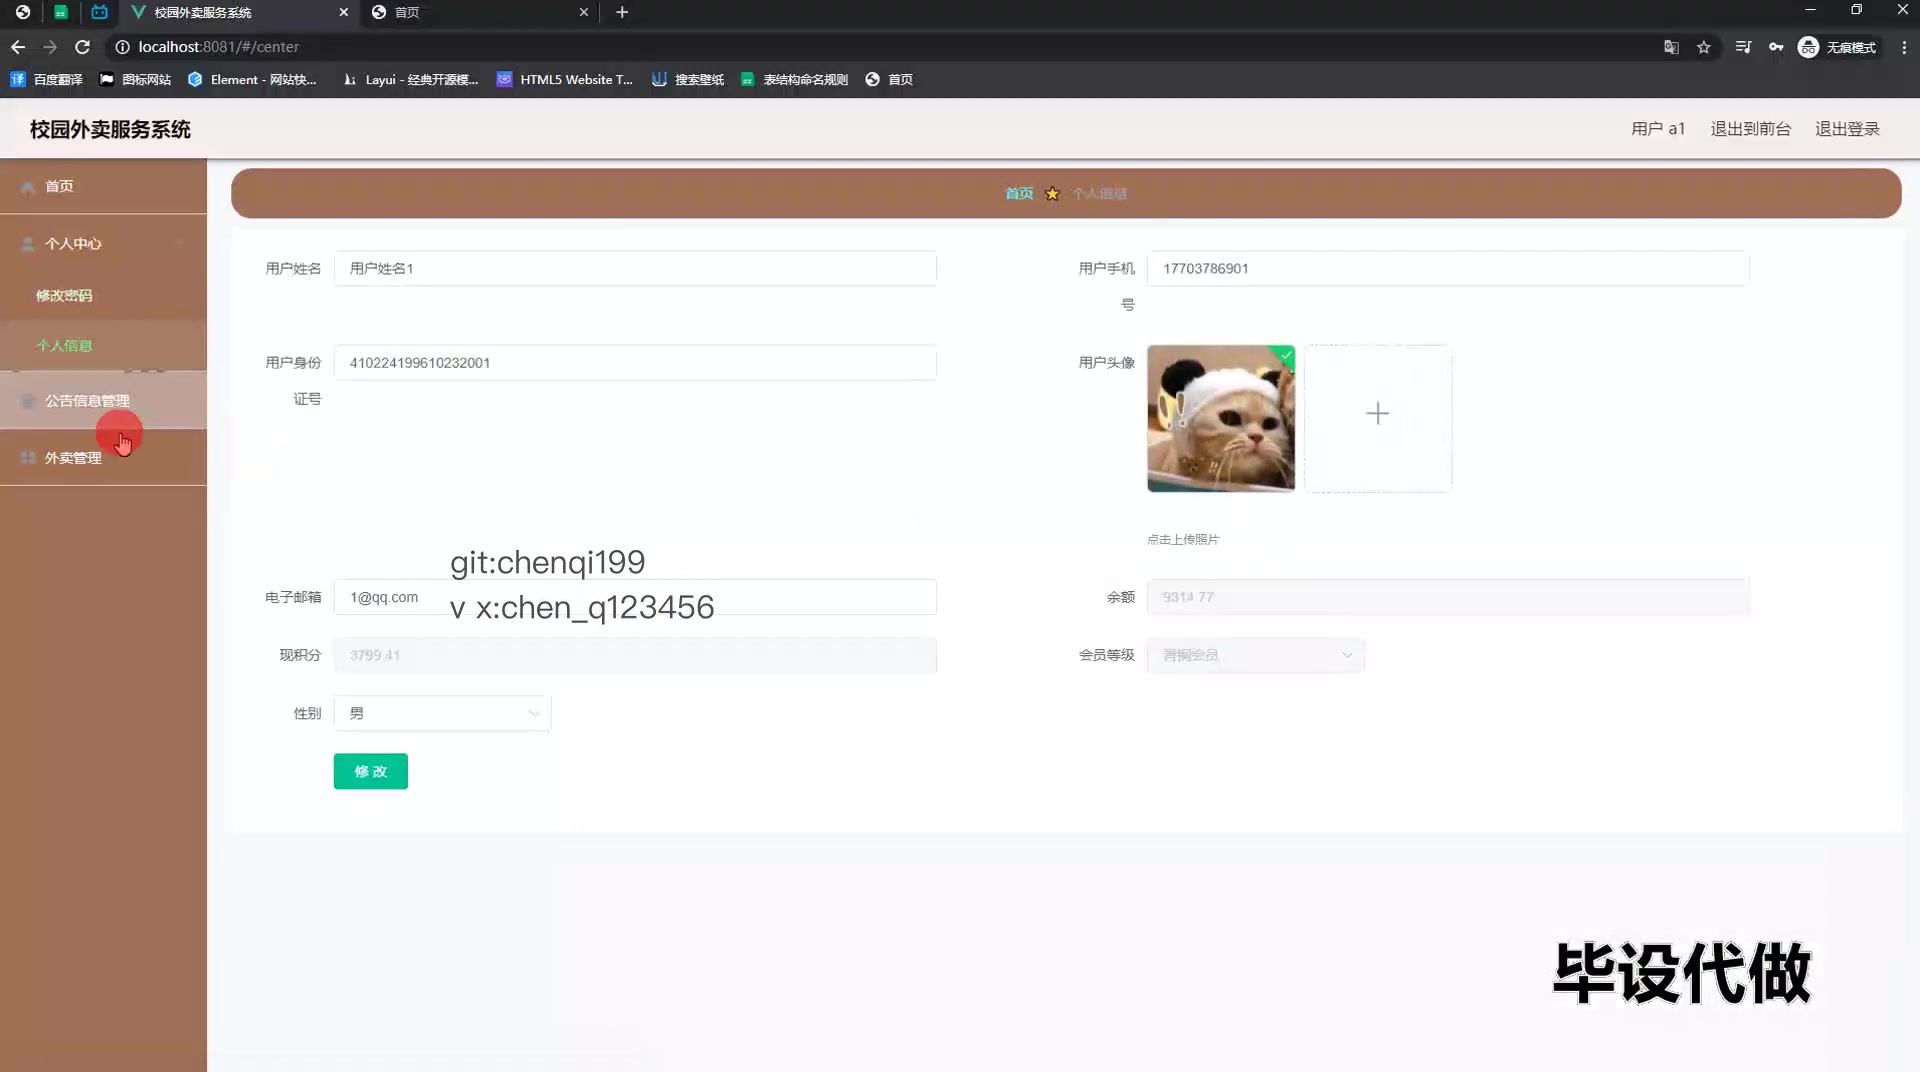 校园外卖服务系统
首页
localhost:8081/#/center
无痕模式
百度翻译
图标网站
Element - 网站快...
Layui - 经典开源模...
HTML5 Website T...
搜索壁纸
表结构命名规则
首页
校园外卖服务系统
用户 a1
退出到前台
退出登录
首页
个人中心
修改密码
个人信息
公告信息管理
外卖管理
首页
个人信息
用户姓名
用户姓名1
用户手机
号
17703786901
用户身份
证号
410224199610232001
用户头像
点击上传照片
git:chenqi199
v x:chen_q123456
电子邮箱
1@qq.com
余额
9314.77
现积分
3799.41
会员等级
青铜会员
性别
男
修 改
毕设代做